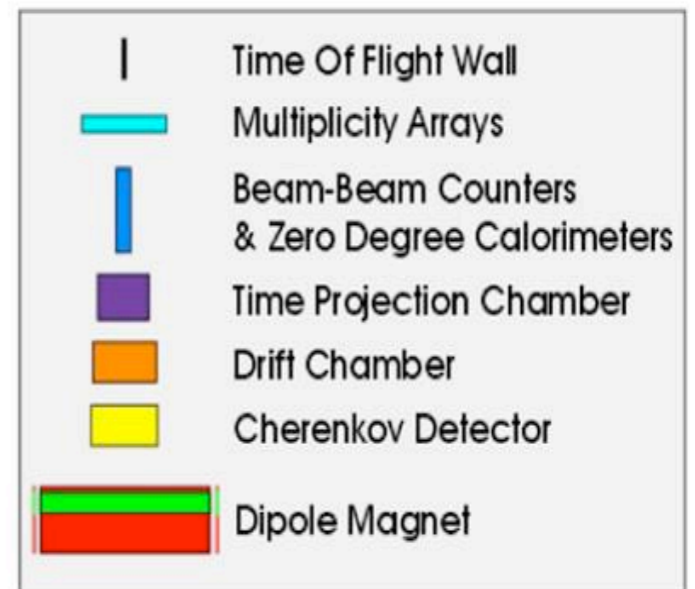 Time Of Flight Wall
Multiplicity Arrays
Beam-Beam Counters
& Zero Degree Calorimeters
Time Projection Chamber
Drift Chamber
Cherenkov Detector
Dipole Magnet